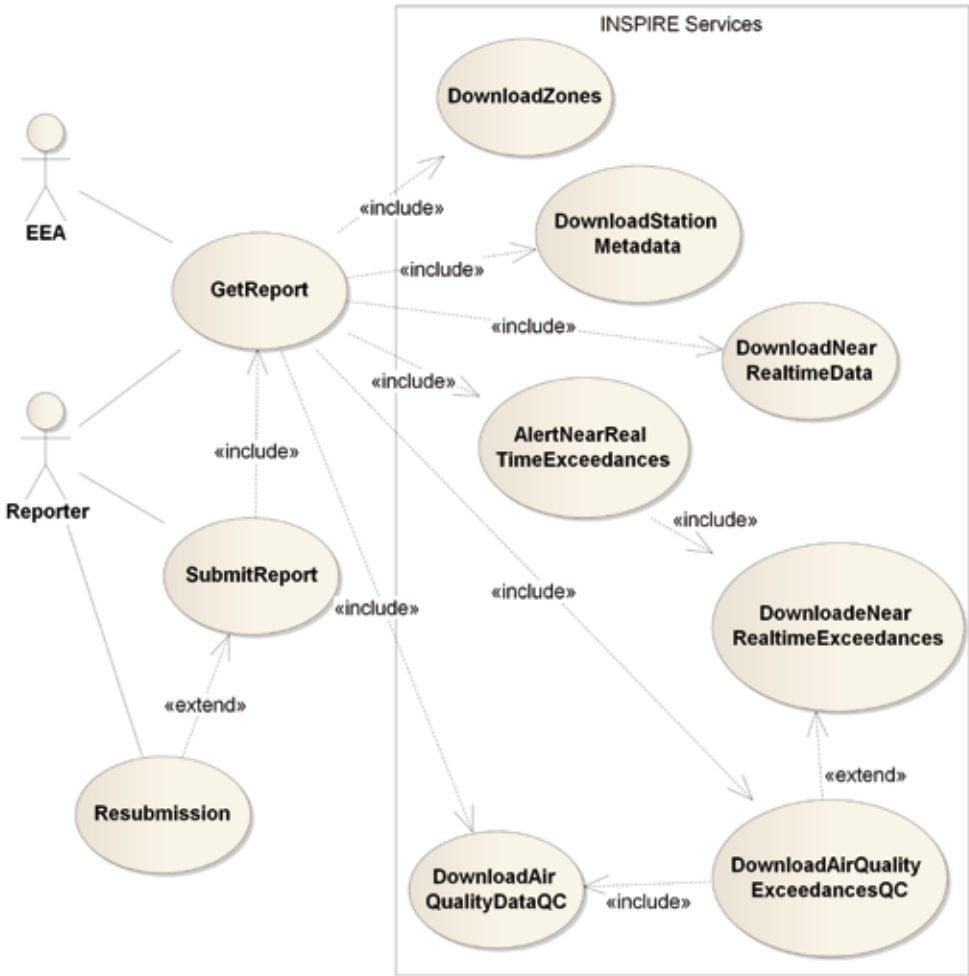 INSPIRE Services
DownloadZones
EEA
«include»
DownloadStation
Metadata
GetReport
«include»
«include»
DownloadNear
RealtimeData
«include»
AlertNearReal
TimeExceedances
«include»
Reporter
«include»
SubmitReport
«include»
«include»
DownloadeNear
RealtimeExceedances
«extend»
«extend»
Resubmission
DownloadAir
QualityDataQC
«include»
DownloadAirQuality
ExceedancesQC